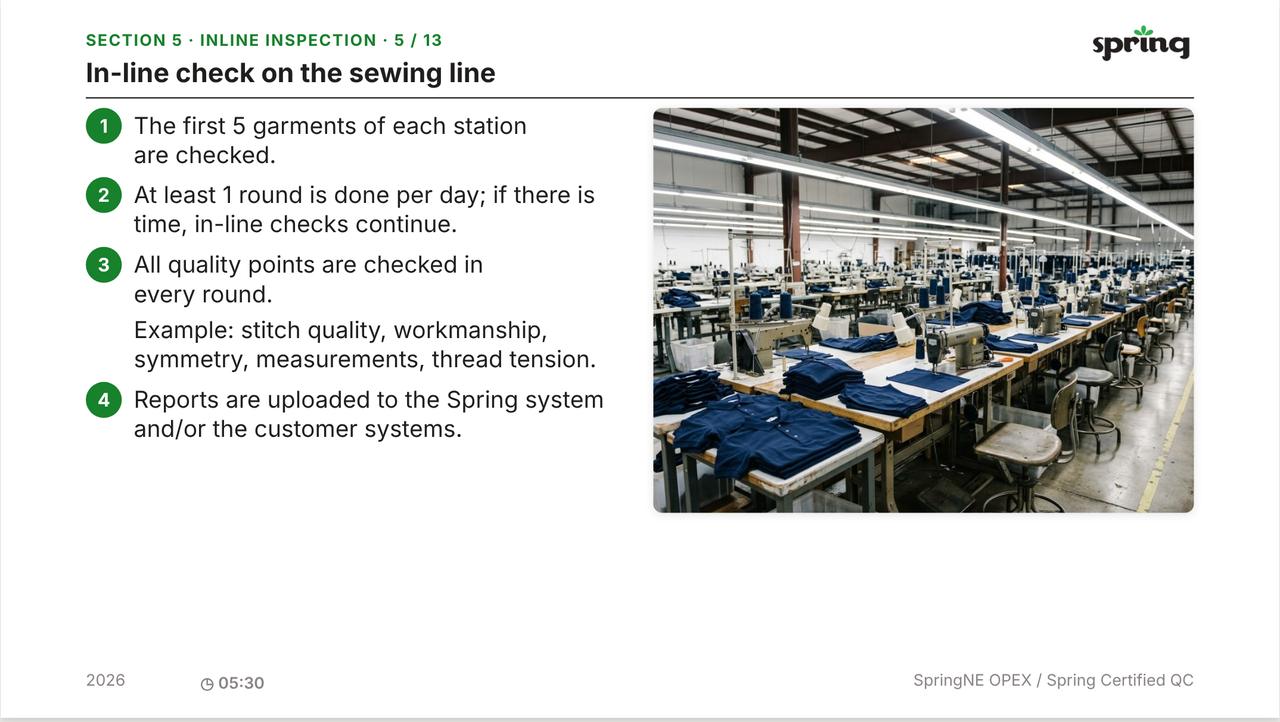 SECTION 5 · INLINE INSPECTION · 5 / 13
spring
In-line check on the sewing line
1 The first 5 garments of each station
are checked.
2 At least 1 round is done per day; if there is
time, in-line checks continue.
3 All quality points are checked in
every round.
Example: stitch quality, workmanship,
symmetry, measurements, thread tension.
4 Reports are uploaded to the Spring system
and/or the customer systems.
2026
05:30
SpringNE OPEX / Spring Certified QC